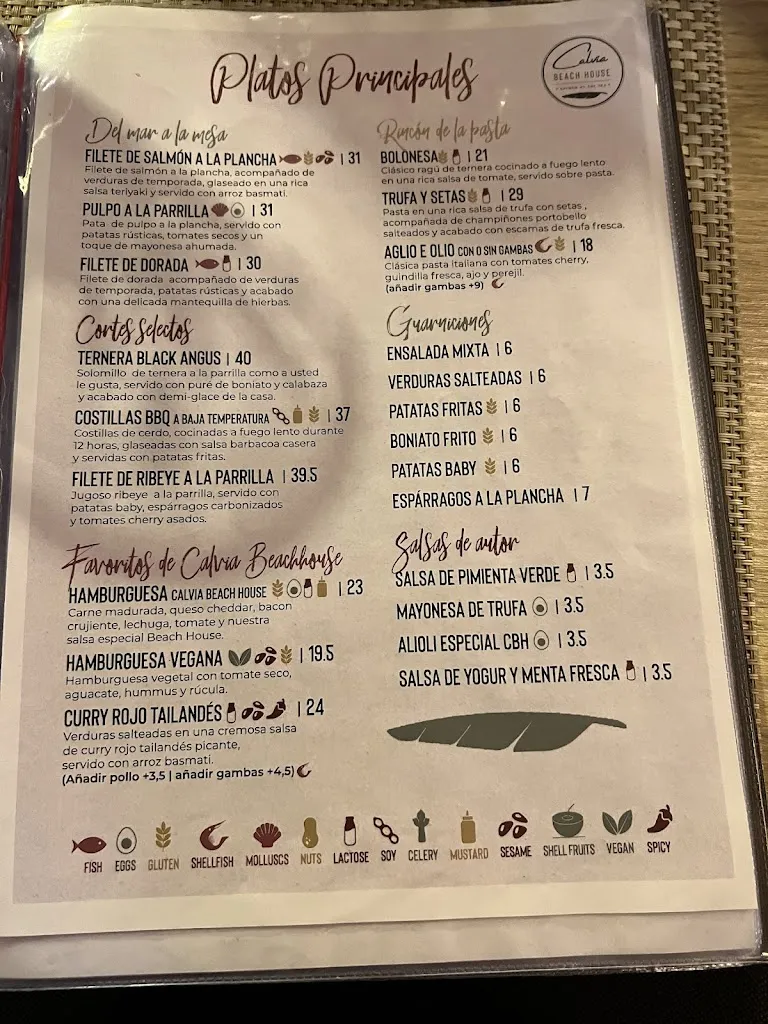 Platos Principales
Calvia
BEACH HOUSE
Del mar a la mesa
FILETE DE SALMÓN A LA PLANCHA | 31
Filete de salmón a la plancha, acompañado de
verduras de temporada, glaseado en una rica
salsa teriyaki y servido con arroz basmati.
PULPO A LA PARRILLA | 31
Pata de pulpo a la plancha, servido con
patatas rústicas, tomates secos y un
toque de mayonesa ahumada.
FILETE DE DORADA | 30
Filete de dorada acompañado de verduras
de temporada, patatas rústicas y acabado
con una delicada mantequilla de hierbas.
Cortes selectos
TERNERA BLACK ANGUS | 40
Solomillo de ternera a la parrilla como a usted
le gusta, servido con puré de boniato y calabaza
y acabado con demi-glace de la casa.
COSTILLAS BBQ A BAJA TEMPERATURA | 37
Costillas de cerdo, cocinadas a fuego lento durante
12 horas, glaseadas con salsa barbacoa casera
y servidas con patatas fritas.
FILETE DE RIBEYE A LA PARRILLA | 39.5
Jugoso ribeye a la parrilla, servido con
patatas baby, espárragos carbonizados
y tomates cherry asados.
Favoritos de Calvia Beachhouse
HAMBURGUESA CALVIA BEACH HOUSE | 23
Carne madurada, queso cheddar, bacon
crujiente, lechuga, tomate y nuestra
salsa especial Beach House.
HAMBURGUESA VEGANA | 19.5
Hamburguesa vegetal con tomate seco,
aguacate, hummus y rúcula.
CURRY ROJO TAILANDÉS | 24
Verduras salteadas en una cremosa salsa
de curry rojo tailandés picante,
servido con arroz basmati.
(Añadir pollo +3,5 | añadir gambas +4,5)
Rincón de la pasta
BOLONESA | 21
Clásico ragú de ternera cocinado a fuego lento
en una rica salsa de tomate, servido sobre pasta.
TRUFA Y SETAS | 29
Pasta en una rica salsa de trufa con setas ,
acompañada de champiñones portobello
salteados y acabado con escamas de trufa fresca.
AGLIO E OLIO CON O SIN GAMBAS | 18
Clásica pasta italiana con tomates cherry,
guindilla fresca, ajo y perejil.
(añadir gambas +9)
Guarniciones
ENSALADA MIXTA | 6
VERDURAS SALTEADAS | 6
PATATAS FRITAS | 6
BONIATO FRITO | 6
PATATAS BABY | 6
ESPÁRRAGOS A LA PLANCHA | 7
Salsas de autor
SALSA DE PIMIENTA VERDE | 3.5
MAYONESA DE TRUFA | 3.5
ALIOLI ESPECIAL CBH | 3.5
SALSA DE YOGUR Y MENTA FRESCA | 3.5
FISH EGGS GLUTEN SHELLFISH MOLLUSCS NUTS LACTOSE SOY CELERY MUSTARD SESAME SHELL FRUITS VEGAN SPICY